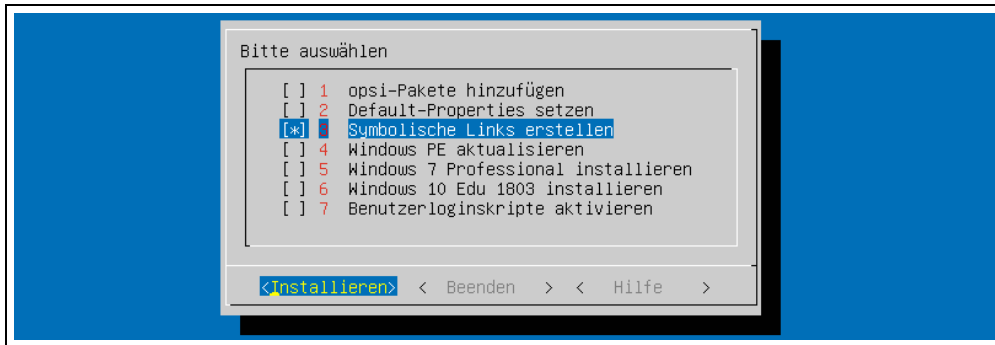 Bitte auswählen
[ ] 1 opsi-Pakete hinzufügen
[ ] 2 Default-Properties setzen
[*] 3 Symbolische Links erstellen
[ ] 4 Windows PE aktualisieren
[ ] 5 Windows 7 Professional installieren
[ ] 6 Windows 10 Edu 1803 installieren
[ ] 7 Benutzerloginskripte aktivieren
<Installieren> < Beenden > < Hilfe >